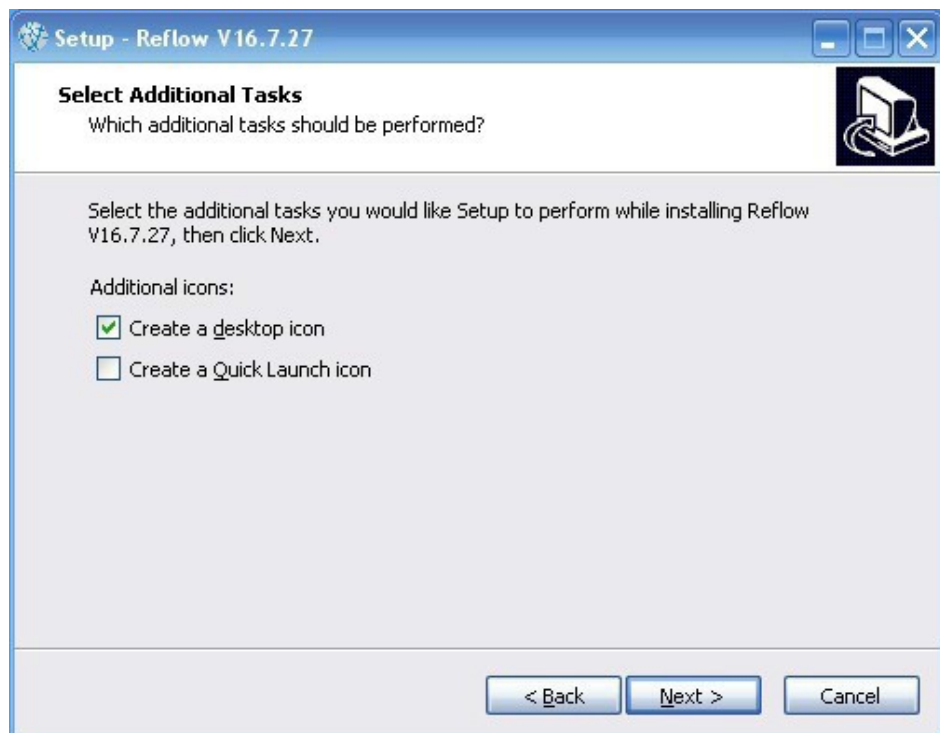 Setup - Reflow V16.7.27
Select Additional Tasks
Which additional tasks should be performed?
Select the additional tasks you would like Setup to perform while installing Reflow
V16.7.27, then click Next.
Additional icons:
Create a desktop icon
Create a Quick Launch icon
< Back Next > Cancel